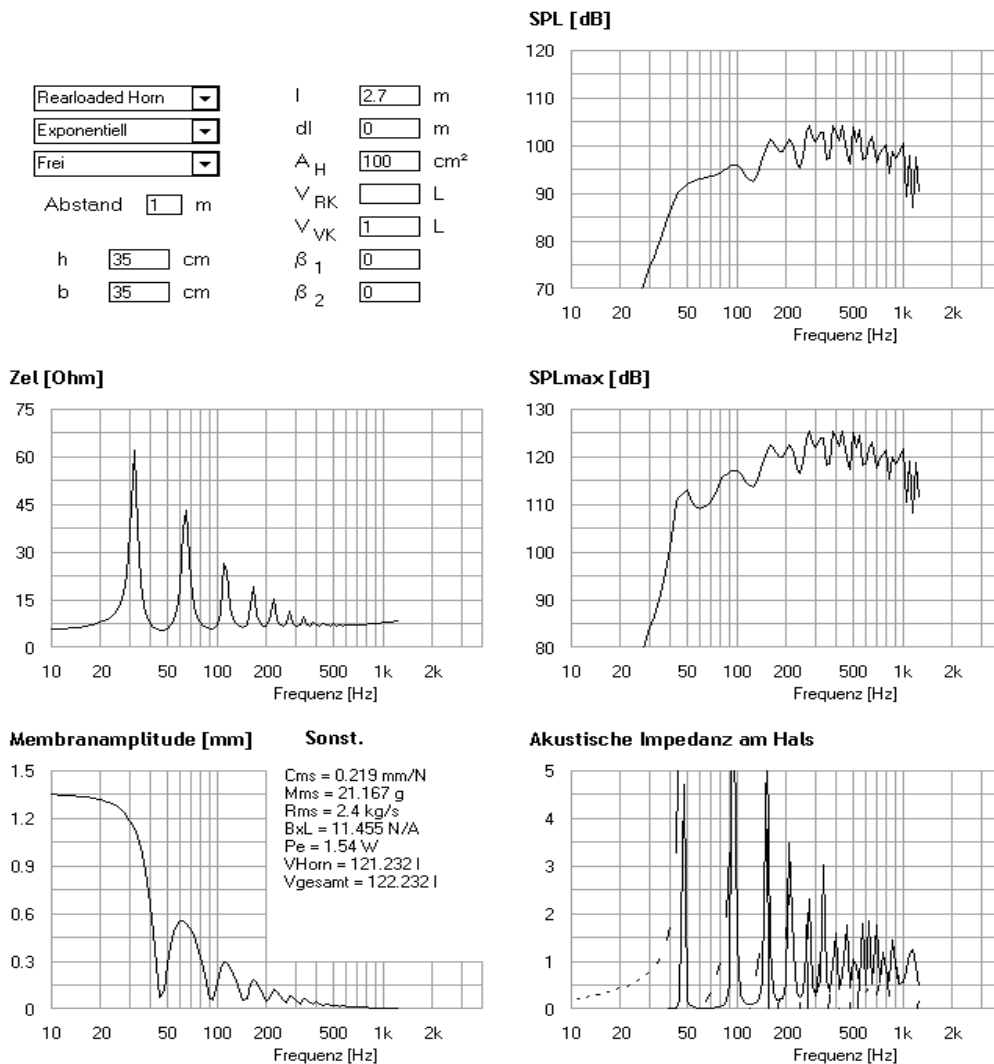 Rearloaded Horn
Exponentiell
Frei
Abstand 1 m
h 35 cm
b 35 cm
l 2.7 m
dl 0 m
A H 100 cm²
V RK L
V VK 1 L
β 1 0
β 2 0
SPL [dB]
120
110
100
90
80
70
10 20 50 100 200 500 1k 2k
Frequenz [Hz]
Zel [Ohm]
75
60
45
30
15
0
10 20 50 100 200 500 1k 2k
Frequenz [Hz]
SPLmax [dB]
130
120
110
100
90
80
10 20 50 100 200 500 1k 2k
Frequenz [Hz]
Membranamplitude [mm]
1.5
1.2
0.9
0.6
0.3
0
10 20 50 100 200 500 1k 2k
Frequenz [Hz]
Sonst.
Cms = 0.219 mm/N
Mms = 21.167 g
Rms = 2.4 kg/s
BxL = 11.455 N/A
Pe = 1.54 W
VHorn = 121.232 l
Vgesamt = 122.232 l
Akustische Impedanz am Hals
5
4
3
2
1
0
10 20 50 100 200 500 1k 2k
Frequenz [Hz]